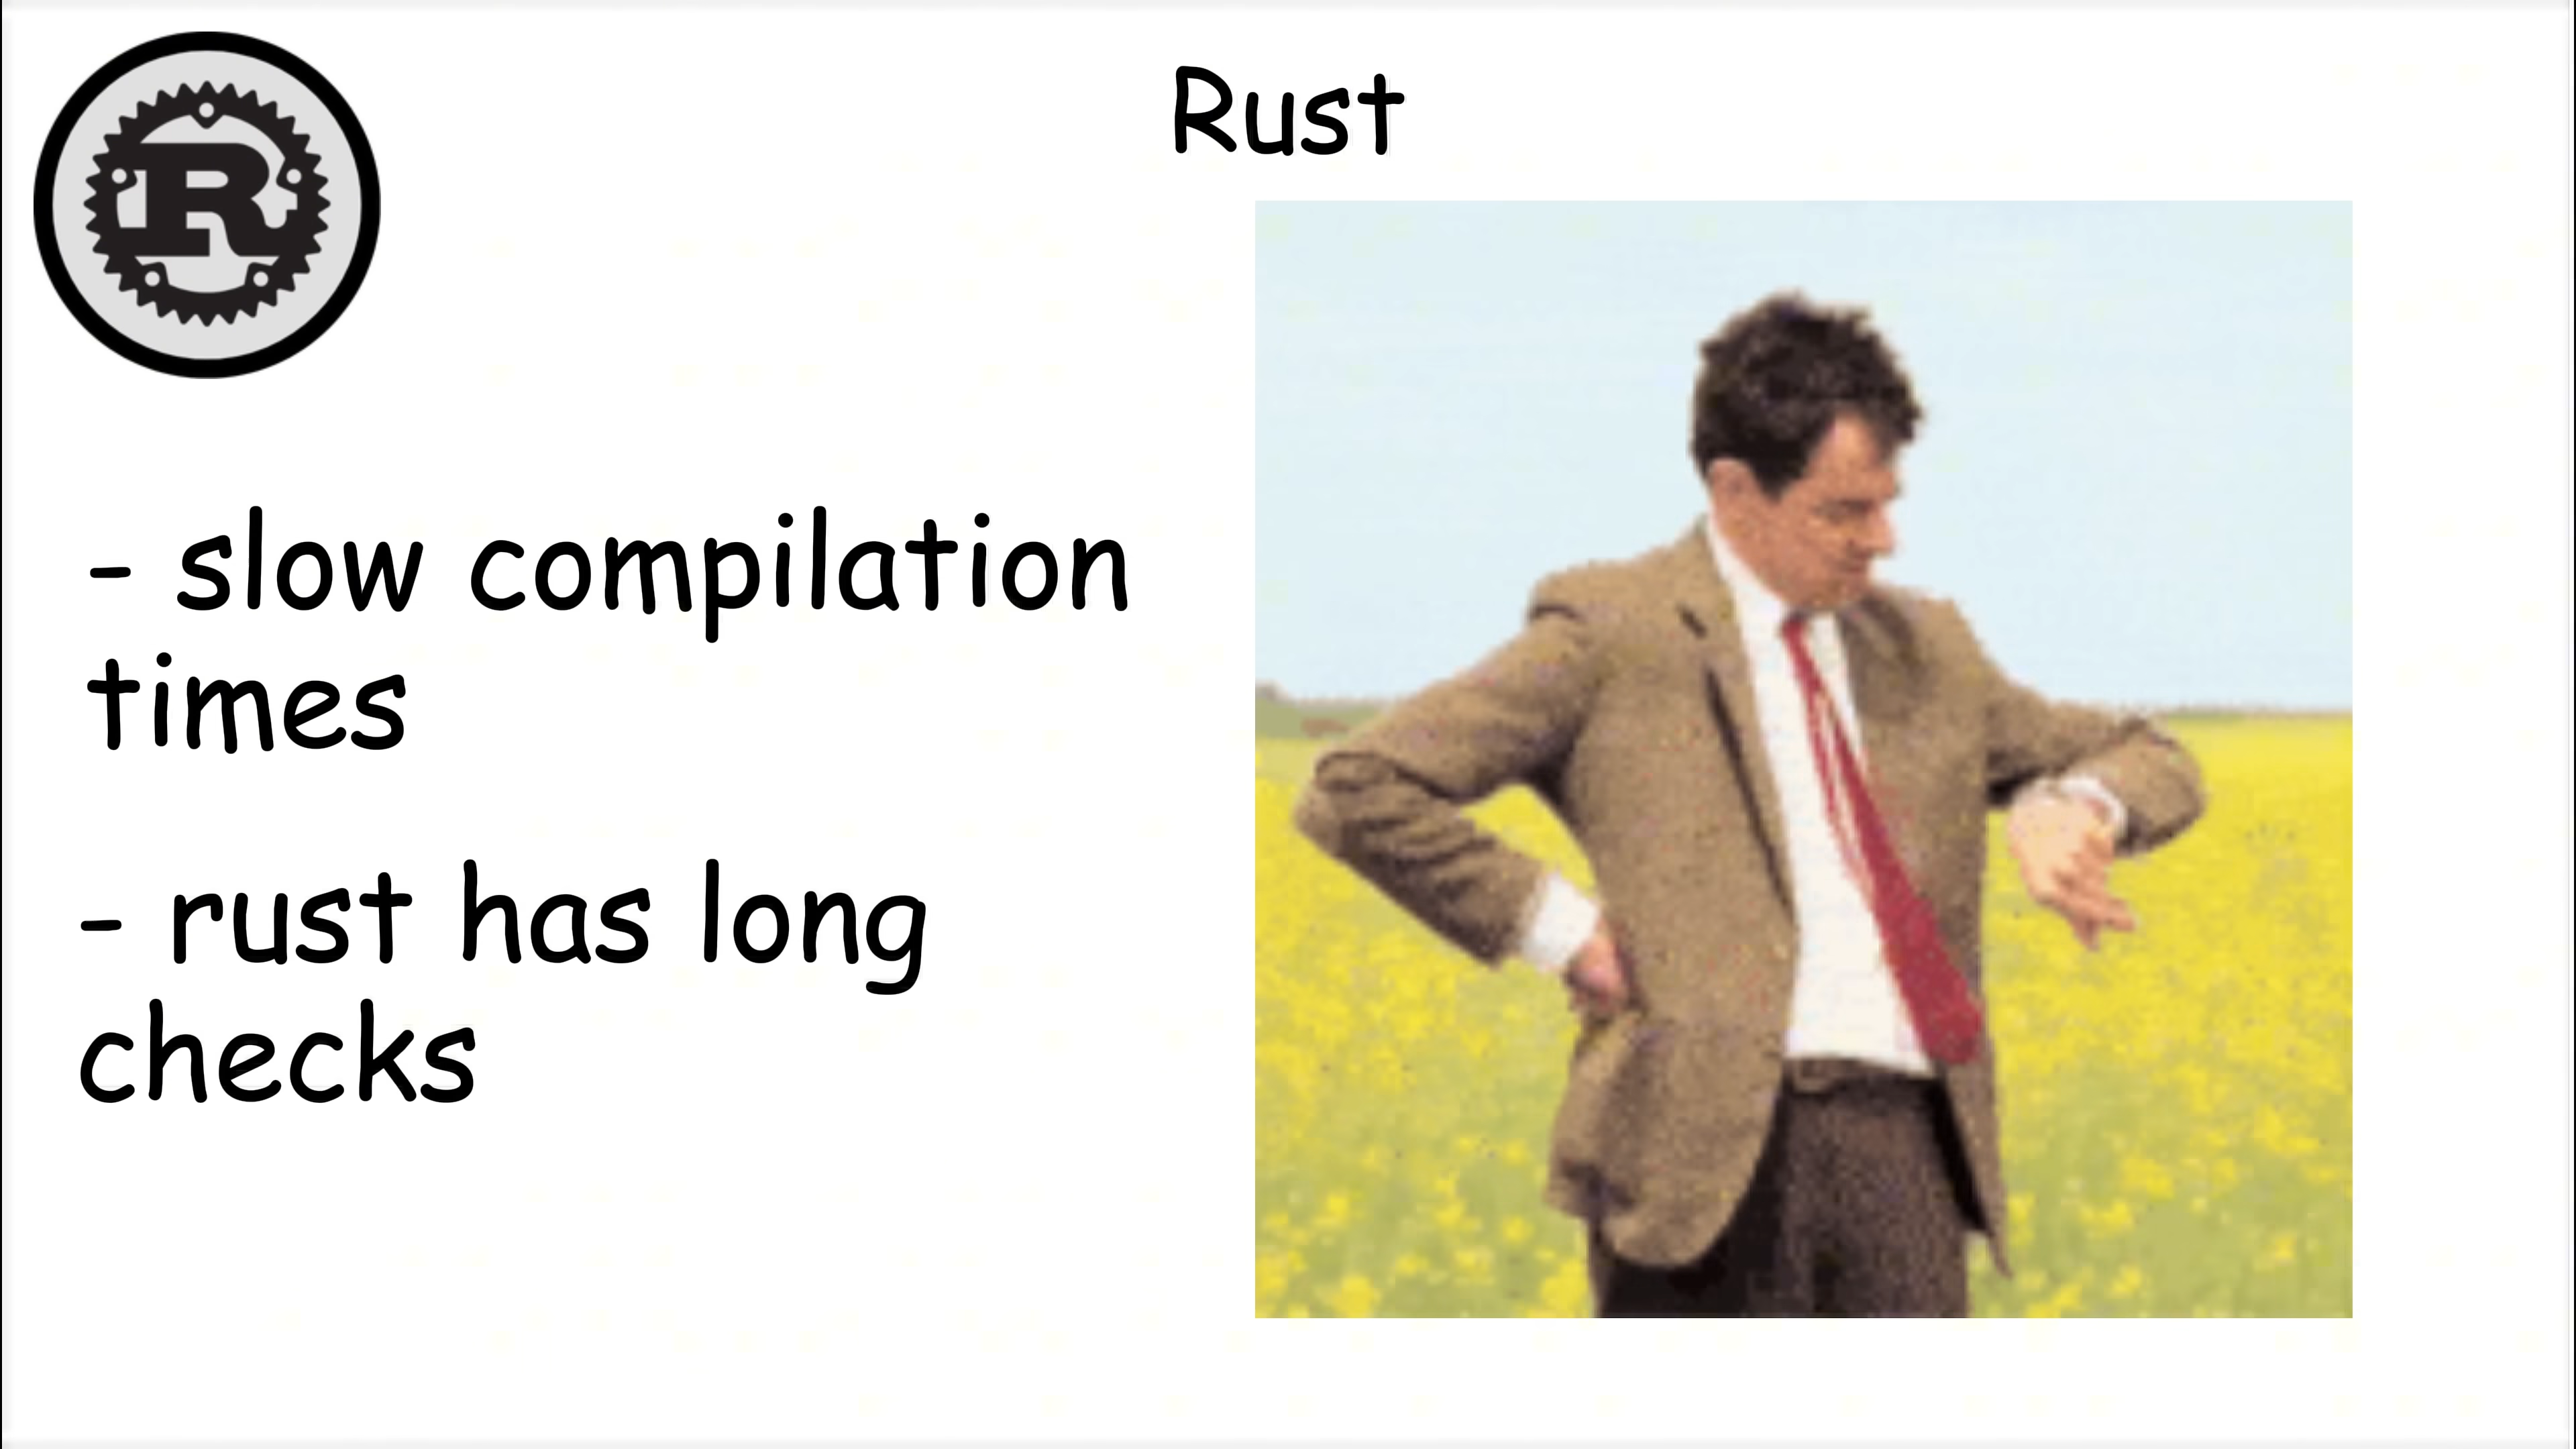 R
Rust
- slow compilation
times
- rust has long
checks